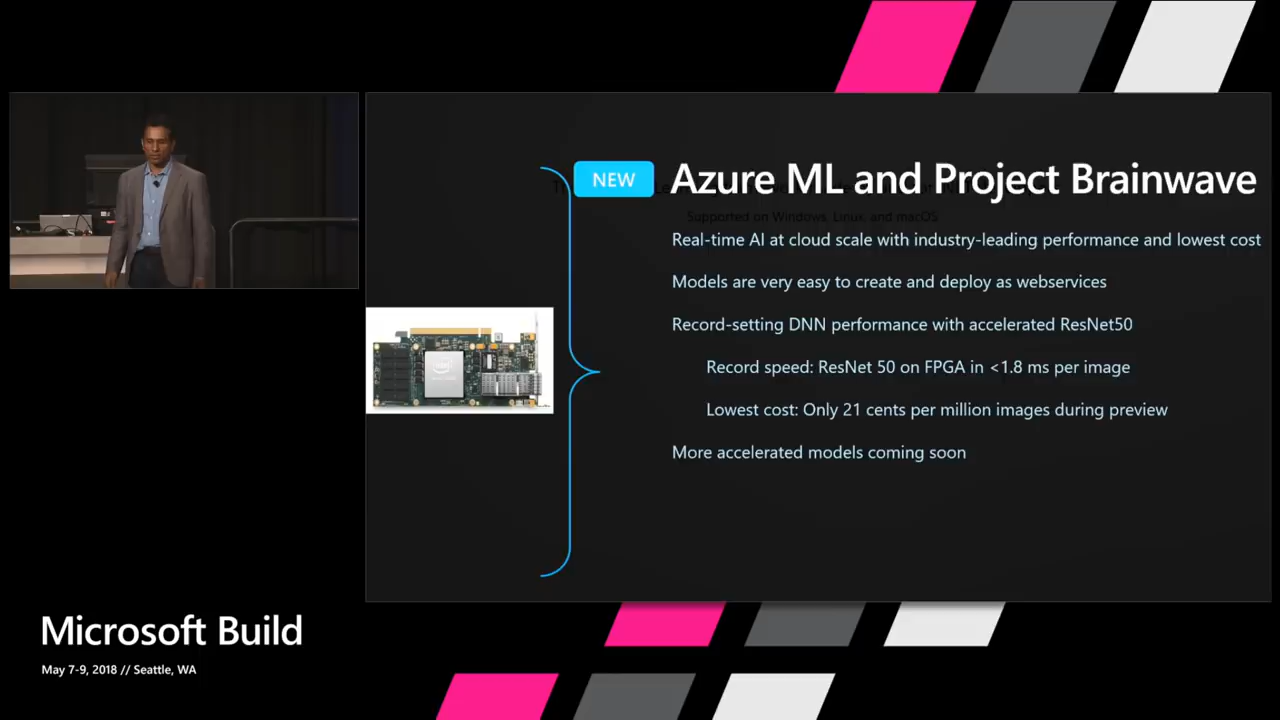 NEW
Azure ML and Project Brainwave
Supported on Windows, Linux, and macOS
Real-time AI at cloud scale with industry-leading performance and lowest cost
Models are very easy to create and deploy as webservices
Record-setting DNN performance with accelerated ResNet50
Record speed: ResNet 50 on FPGA in <1.8 ms per image
Lowest cost: Only 21 cents per million images during preview
More accelerated models coming soon
Microsoft Build
May 7-9, 2018 // Seattle, WA